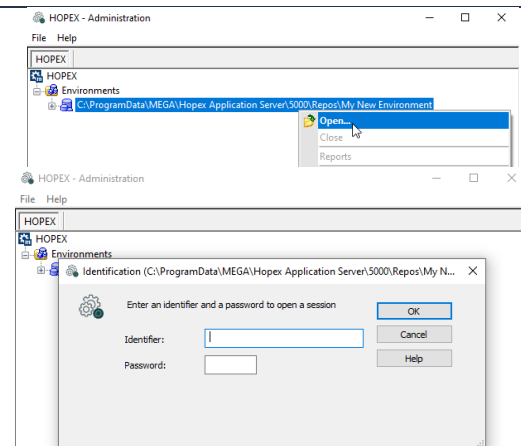 HOPEX - Administration
File Help
HOPEX
HOPEX
Environments
C:\ProgramData\MEGA\Hopex Application Server\5000\Repos\My New Environment
Open...
Close
Reports
HOPEX - Administration
File Help
HOPEX
HOPEX
Environments
Identification (C:\ProgramData\MEGA\Hopex Application Server\5000\Repos\My N...
Enter an identifier and a password to open a session
OK
Identifier:
Cancel
Password:
Help